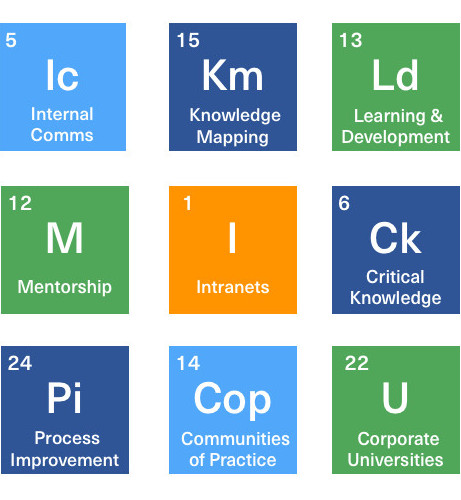 5
Ic
Internal
Comms
15
Km
Knowledge
Mapping
13
Ld
Learning &
Development
12
M
Mentorship
1
I
Intranets
6
Ck
Critical
Knowledge
24
Pi
Process
Improvement
14
Cop
Communities
of Practice
22
U
Corporate
Universities